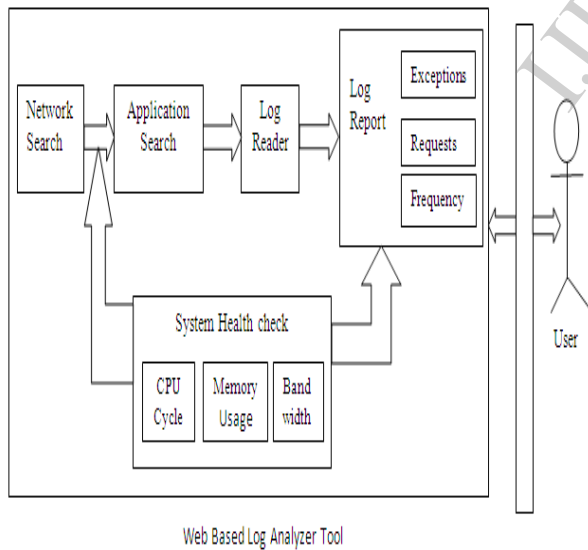 Network
Search
Application
Search
Log
Reader
Log
Report
Exceptions
Requests
Frequency
System Health check
CPU
Cycle
Memory
Usage
Band
width
User
Web Based Log Analyzer Tool